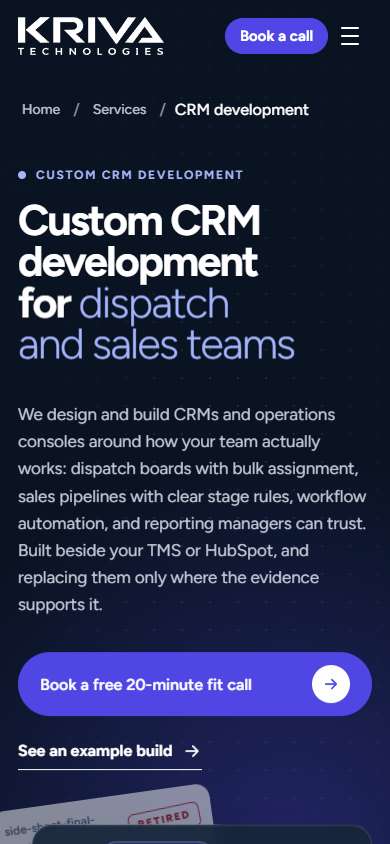 KRIVA
TECHNOLOGIES
Book a call
Home / Services / CRM development
CUSTOM CRM DEVELOPMENT
Custom CRM
development
for dispatch
and sales teams
We design and build CRMs and operations
consoles around how your team actually
works: dispatch boards with bulk assignment,
sales pipelines with clear stage rules, workflow
automation, and reporting managers can trust.
Built beside your TMS or HubSpot, and
replacing them only where the evidence
supports it.
Book a free 20-minute fit call
See an example build
RETIRED